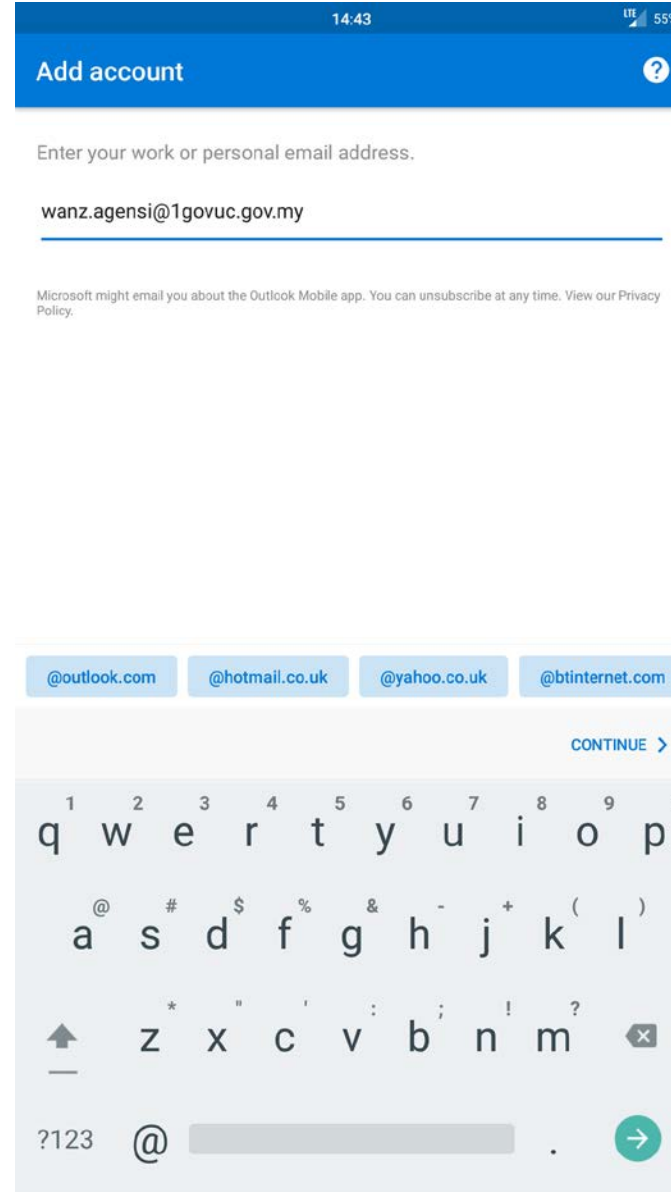 14:43
LTE 55%
Add account
?
Enter your work or personal email address.
wanz.agensi@1govuc.gov.my
Microsoft might email you about the Outlook Mobile app. You can unsubscribe at any time. View our Privacy
Policy.
@outlook.com @hotmail.co.uk @yahoo.co.uk @btinternet.com
CONTINUE
1 2 3 4 5 6 7 8 9
q w e r t y u i o p
@ # $ % & - + ( )
a s d f g h j k l
* " ' : ; ! ?
z x c v b n m
?123 @ .